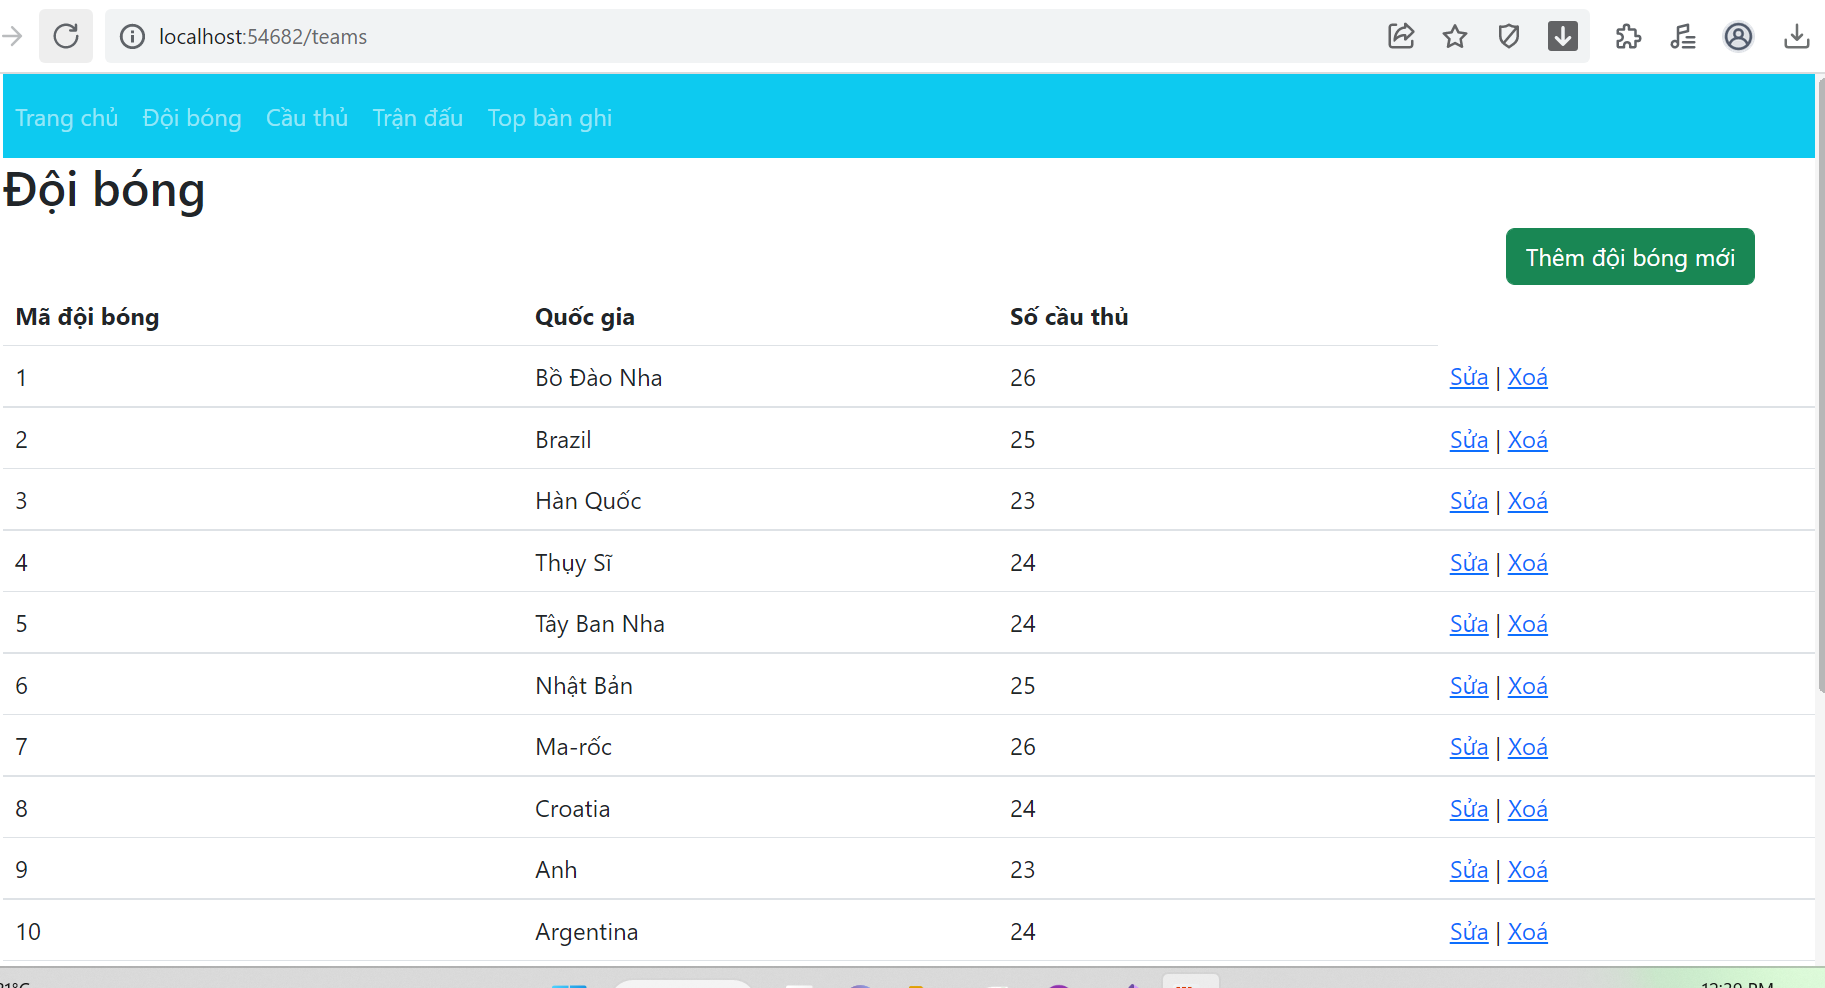 localhost:54682/teams
Trang chủ Đội bóng Cầu thủ Trận đấu Top bàn ghi
Đội bóng
Thêm đội bóng mới
Mã đội bóng Quốc gia Số cầu thủ
1 Bồ Đào Nha 26 Sửa | Xoá
2 Brazil 25 Sửa | Xoá
3 Hàn Quốc 23 Sửa | Xoá
4 Thụy Sĩ 24 Sửa | Xoá
5 Tây Ban Nha 24 Sửa | Xoá
6 Nhật Bản 25 Sửa | Xoá
7 Ma-rốc 26 Sửa | Xoá
8 Croatia 24 Sửa | Xoá
9 Anh 23 Sửa | Xoá
10 Argentina 24 Sửa | Xoá